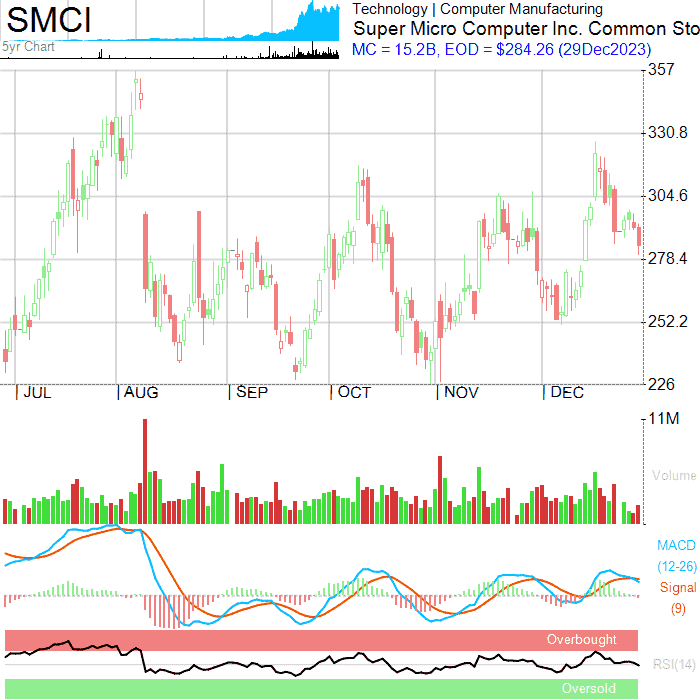 SMCI
5yr Chart
Technology | Computer Manufacturing
Super Micro Computer Inc. Common Sto
MC = 15.2B, EOD = $284.26 (29Dec2023)
357
330.8
304.6
278.4
252.2
226
JUL AUG SEP OCT NOV DEC
11M
Volume
MACD
(12-26)
Signal
(9)
Overbought
RSI(14)
Oversold